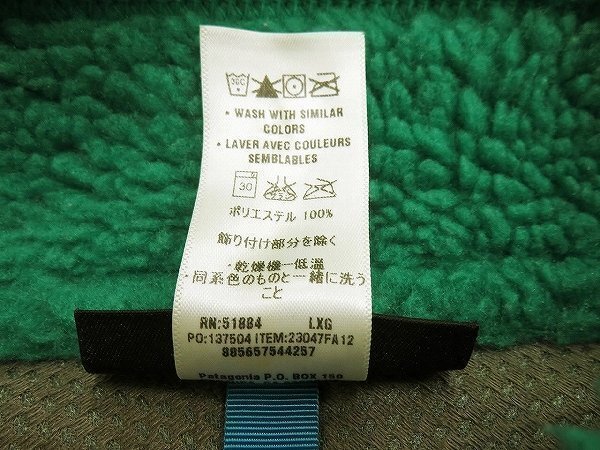 30C
• WASH WITH SIMILAR
COLORS
• LAVER AVEC COULEURS
SEMBLABLES
30
ポリエステル 100%
飾り付け部分を除く
・乾燥機ー低温
・同系色のものと一緒に洗う
こと
RN:51884 LXG
PO:137504 ITEM:23047FA12
885657544257
Patagonia P.O. BOX 150